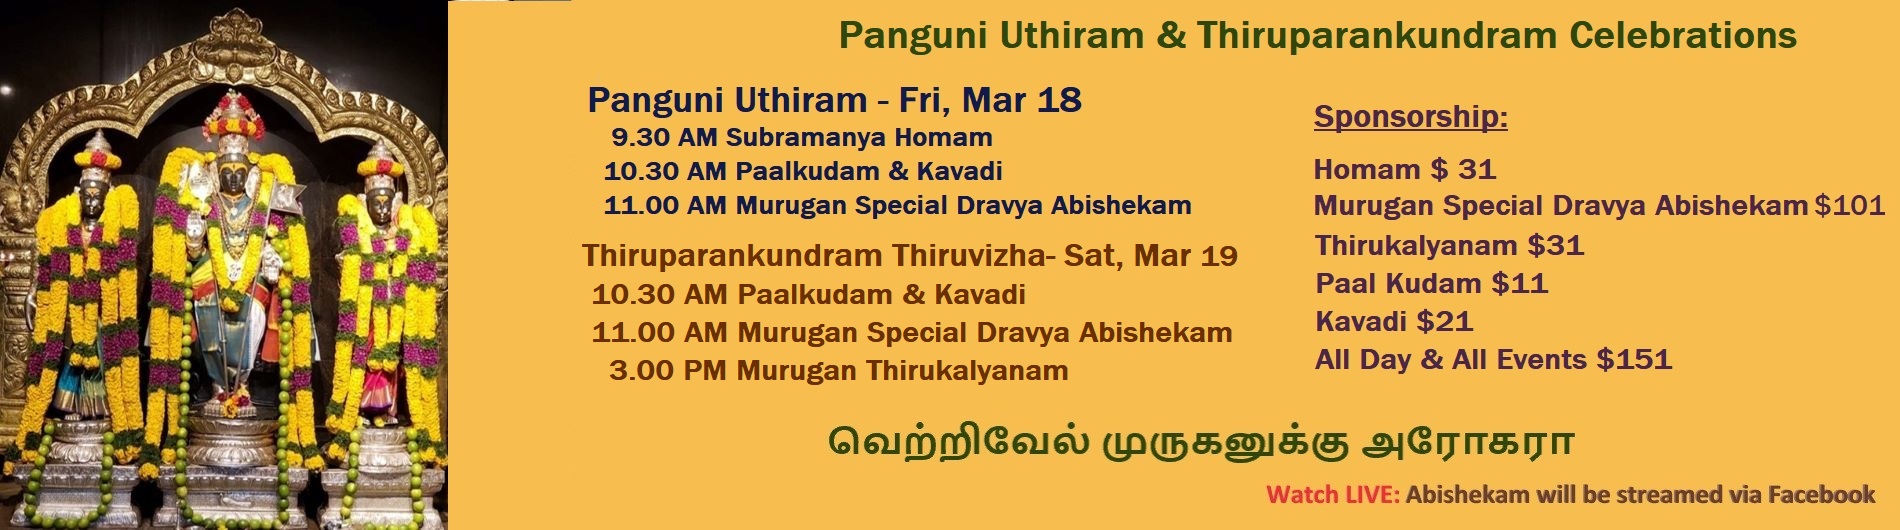 Panguni Uthiram & Thiruparankundram Celebrations
Panguni Uthiram - Fri, Mar 18
9.30 AM Subramanya Homam
10.30 AM Paalkudam & Kavadi
11.00 AM Murugan Special Dravya Abishekam
Thiruparankundram Thiruvizha- Sat, Mar 19
10.30 AM Paalkudam & Kavadi
11.00 AM Murugan Special Dravya Abishekam
3.00 PM Murugan Thirukalyanam
Sponsorship:
Homam $ 31
Murugan Special Dravya Abishekam $101
Thirukalyanam $31
Paal Kudam $11
Kavadi $21
All Day & All Events $151
வெற்றிவேல் முருகனுக்கு அரோகரா
Watch LIVE: Abishekam will be streamed via Facebook